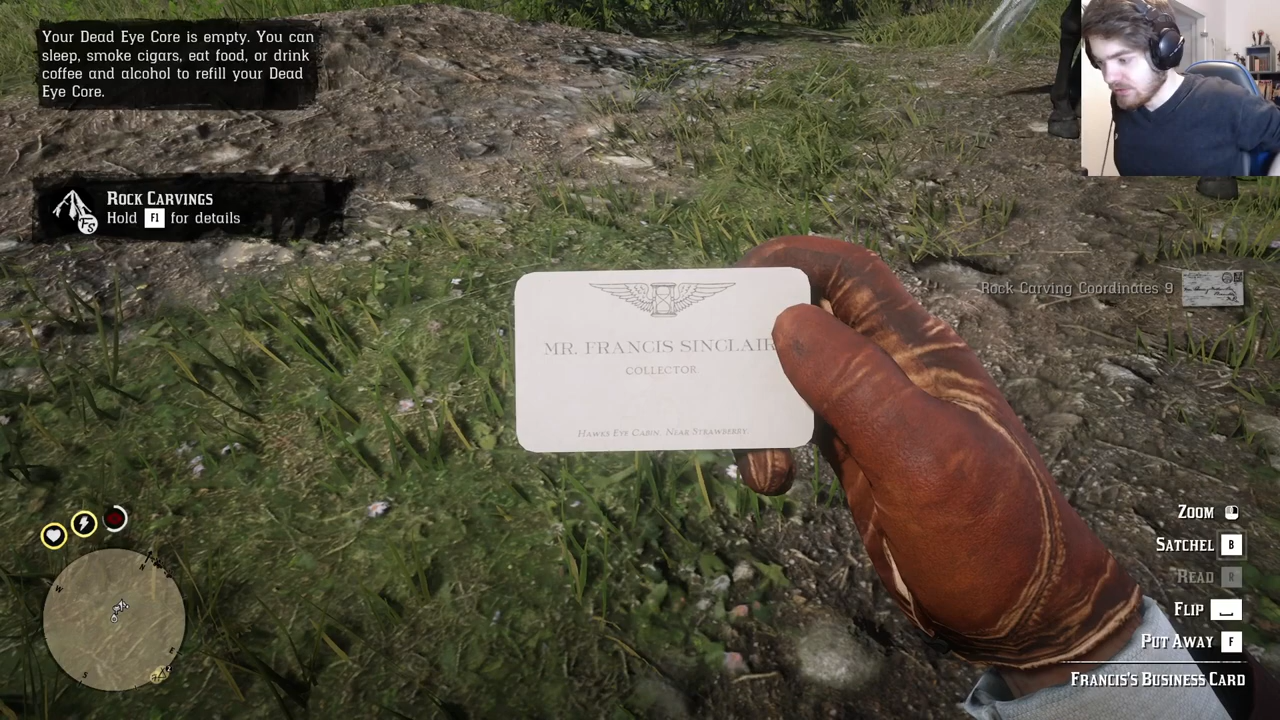 Your Dead Eye Core is empty. You can
sleep, smoke cigars, eat food, or drink
coffee and alcohol to refill your Dead
Eye Core.
Rock Carvings
Hold F1 for details
FS
Rock Carving Coordinates 9
MR. FRANCIS SINCLAIR
COLLECTOR
Hawks Eye Cabin. Near Strawberry.
Zoom
Satchel B
Read R
Flip
Put Away F
Francis's Business Card
N
W
E
S